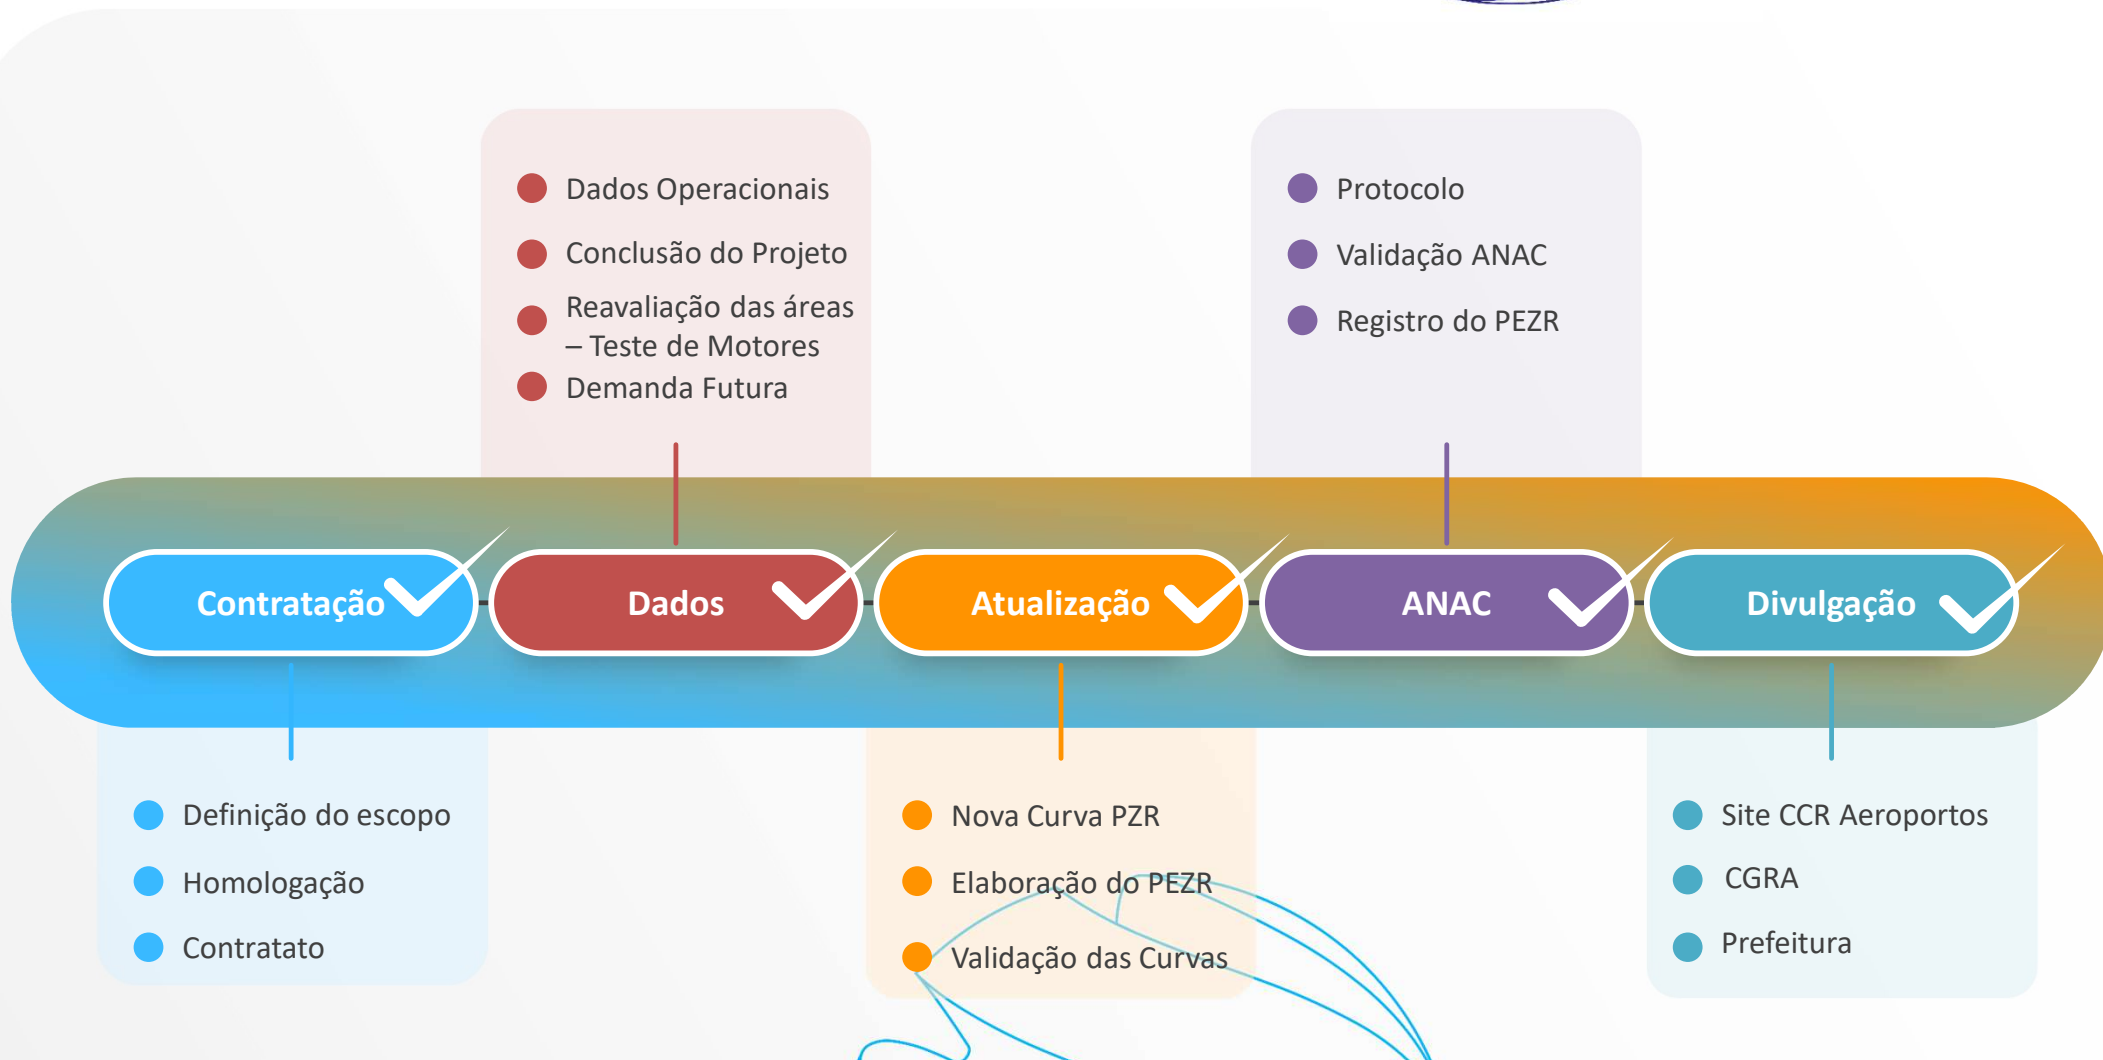 Dados Operacionais
Conclusão do Projeto
Reavaliação das áreas
– Teste de Motores
Demanda Futura
Protocolo
Validação ANAC
Registro do PEZR
Contratação
Dados
Atualização
ANAC
Divulgação
Definição do escopo
Homologação
Contratato
Nova Curva PZR
Elaboração do PEZR
Validação das Curvas
Site CCR Aeroportos
CGRA
Prefeitura